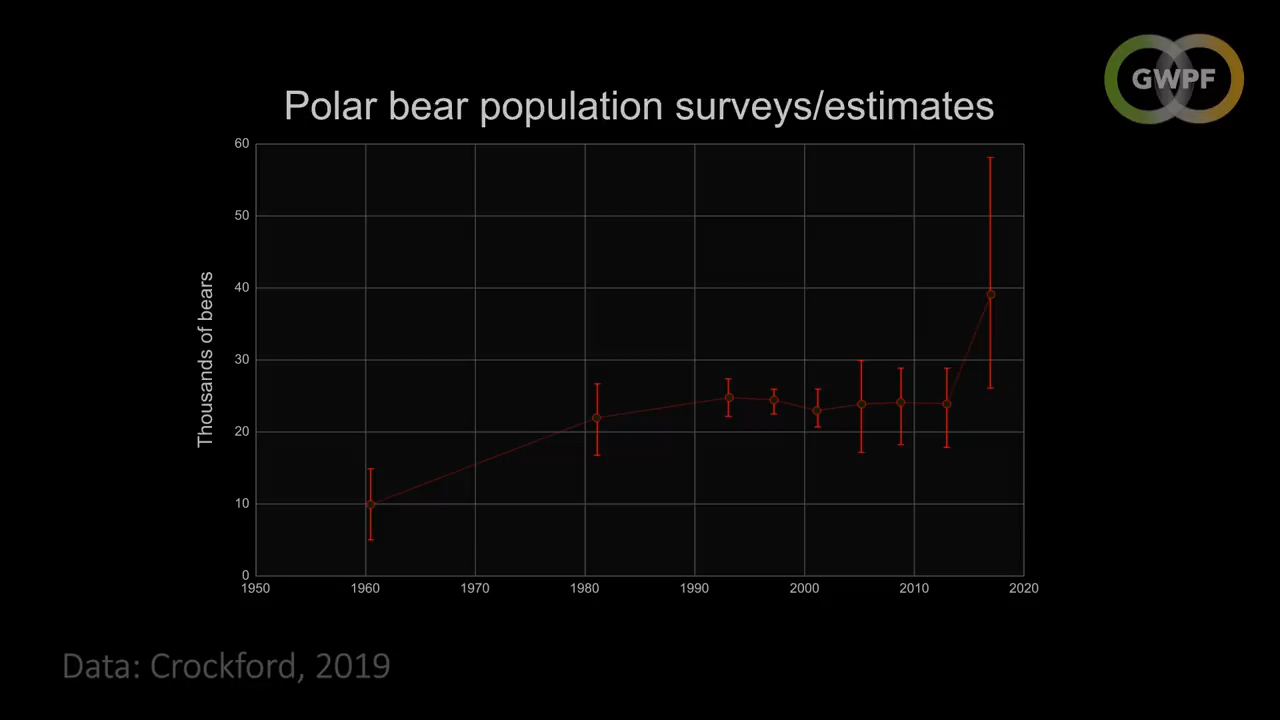 GWPF
Polar bear population surveys/estimates
Thousands of bears
60
50
40
30
20
10
0
1950 1960 1970 1980 1990 2000 2010 2020
Data: Crockford, 2019